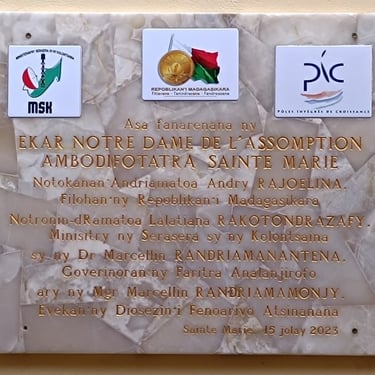 MSK
REPOBLIKAN'I MADAGASIKARA
Fitiavana - Tanindrazana - Fandrosoana
PIC
PÔLES INTÉGRÉS DE CROISSANCE
Asa fanarenana ny
EKAR NOTRE DAME DE L'ASSOMPTION
AMBODIFOTATRA SAINTE MARIE
Notokanan'Andriamatoa Andry RAJOELINA,
Filohan'ny Repoblikan'i Madagasikara
Notronin-dRamatoa Lalatiana RAKOTONDRAZAFY,
Minisitry ny Serasera sy ny Kolontsaina
sy ny Dr Marcellin RANDRIAMANANTENA,
Governoran'ny Faritra Analanjirofo
ary ny Mgr Marcellin RANDRIAMAMONJY,
Evekan'ny Diosezin'i Fenoarivo Atsinanana
Sainte Marie, 15 jolay 2023